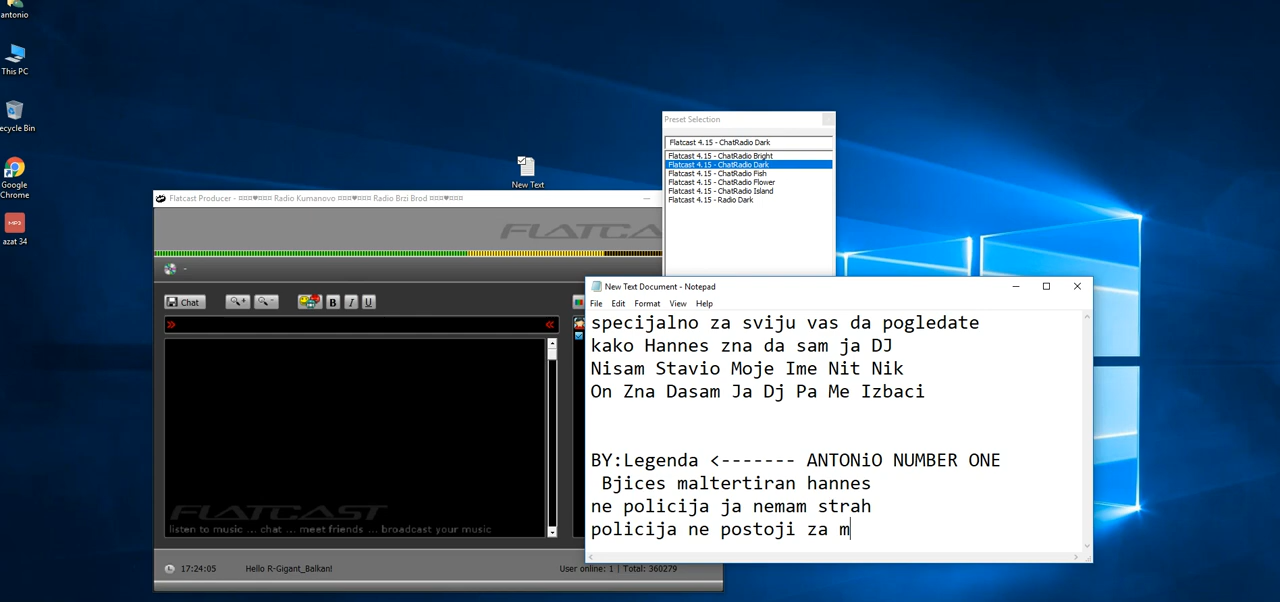 antonio
This PC
ecycle Bin
Google
Chrome
MP3
azat 34
New Text
Preset Selection
Flatcast 4.15 - ChatRadio Dark
Flatcast 4.15 - ChatRadio Bright
Flatcast 4.15 - ChatRadio Dark
Flatcast 4.15 - ChatRadio Fish
Flatcast 4.15 - ChatRadio Flower
Flatcast 4.15 - ChatRadio Island
Flatcast 4.15 - Radio Dark
Flatcast Producer - ¤¤¤♥¤¤¤ Radio Kumanovo ¤¤¤♥¤¤¤ Radio Brzi Brod ¤¤¤♥¤¤¤
FLATCAS
Chat
B I U
FLATCAST
listen to music ... chat ... meet friends ... broadcast your music
17:24:05 Hello R-Gigant_Balkan! User online: 1 | Total: 360279
New Text Document - Notepad
File Edit Format View Help
specijalno za sviju vas da pogledate
kako Hannes zna da sam ja DJ
Nisam Stavio Moje Ime Nit Nik
On Zna Dasam Ja Dj Pa Me Izbaci
BY:Legenda <------- ANTONiO NUMBER ONE
Bjices maltertiran hannes
ne policija ja nemam strah
policija ne postoji za m